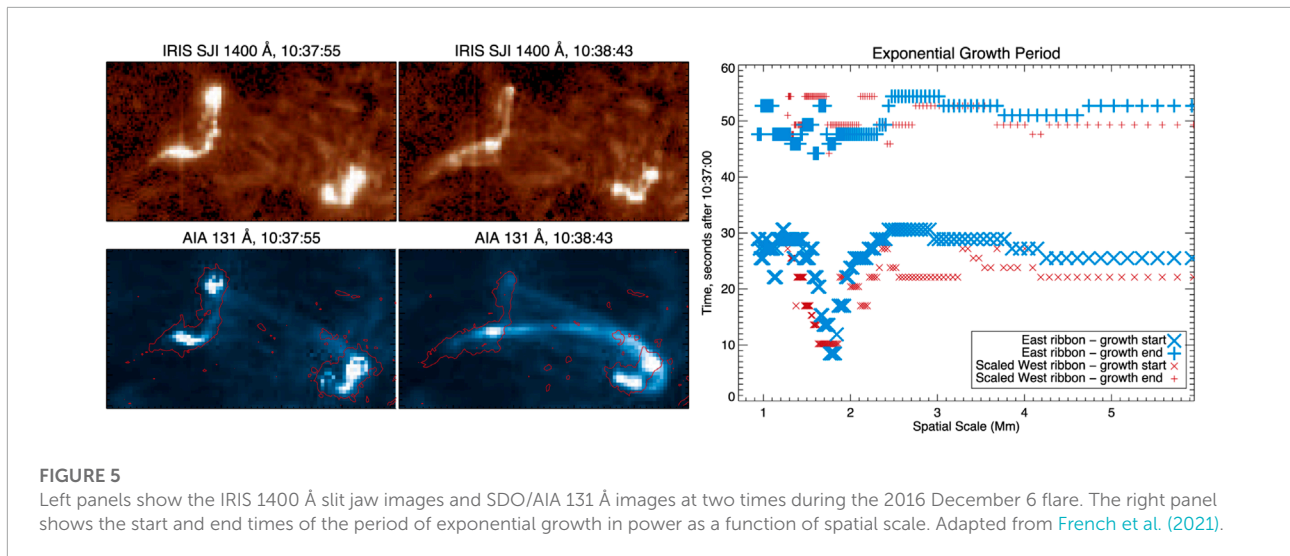 IRIS SJI 1400 Å, 10:37:55
IRIS SJI 1400 Å, 10:38:43
AIA 131 Å, 10:37:55
AIA 131 Å, 10:38:43
Exponential Growth Period
60
50
40
30
20
10
0
Time, seconds after 10:37:00
East ribbon – growth start
East ribbon – growth end
Scaled West ribbon – growth start
Scaled West ribbon – growth end
1 2 3 4 5
Spatial Scale (Mm)
FIGURE 5
Left panels show the IRIS 1400 Å slit jaw images and SDO/AIA 131 Å images at two times during the 2016 December 6 flare. The right panel
shows the start and end times of the period of exponential growth in power as a function of spatial scale. Adapted from French et al. (2021).